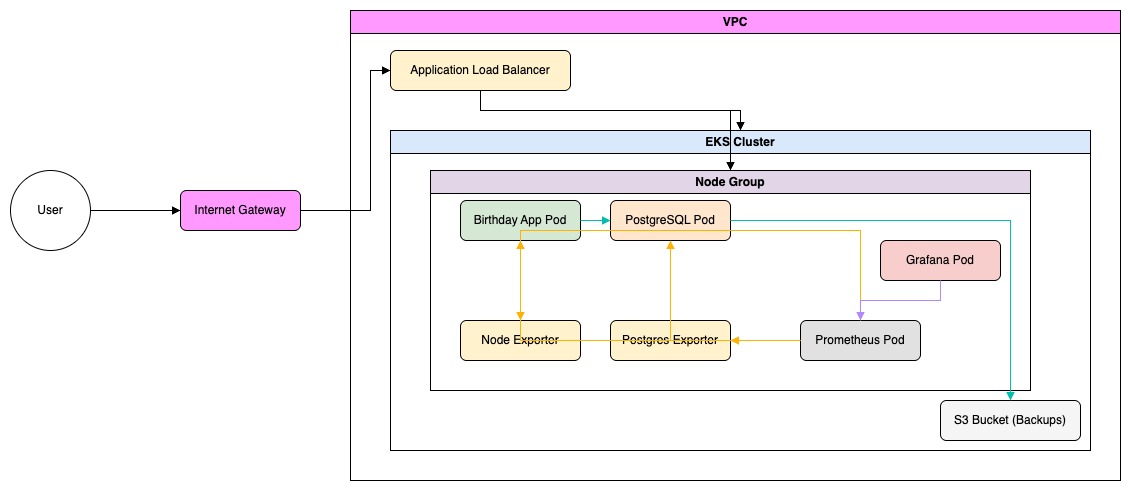 VPC
Application Load Balancer
EKS Cluster
Node Group
User
Internet Gateway
Birthday App Pod
PostgreSQL Pod
Grafana Pod
Node Exporter
Postgres Exporter
Prometheus Pod
S3 Bucket (Backups)